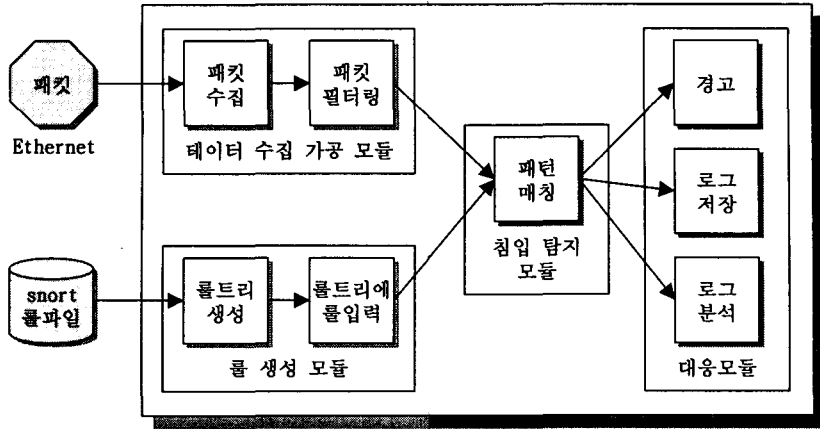 패킷
Ethernet
패킷
수집
패킷
필터링
데이터 수집 가공 모듈
snort
룰파일
룰트리
생성
룰트리에
룰입력
룰 생성 모듈
패턴
매칭
침입 탐지
모듈
경고
로그
저장
로그
분석
대응모듈